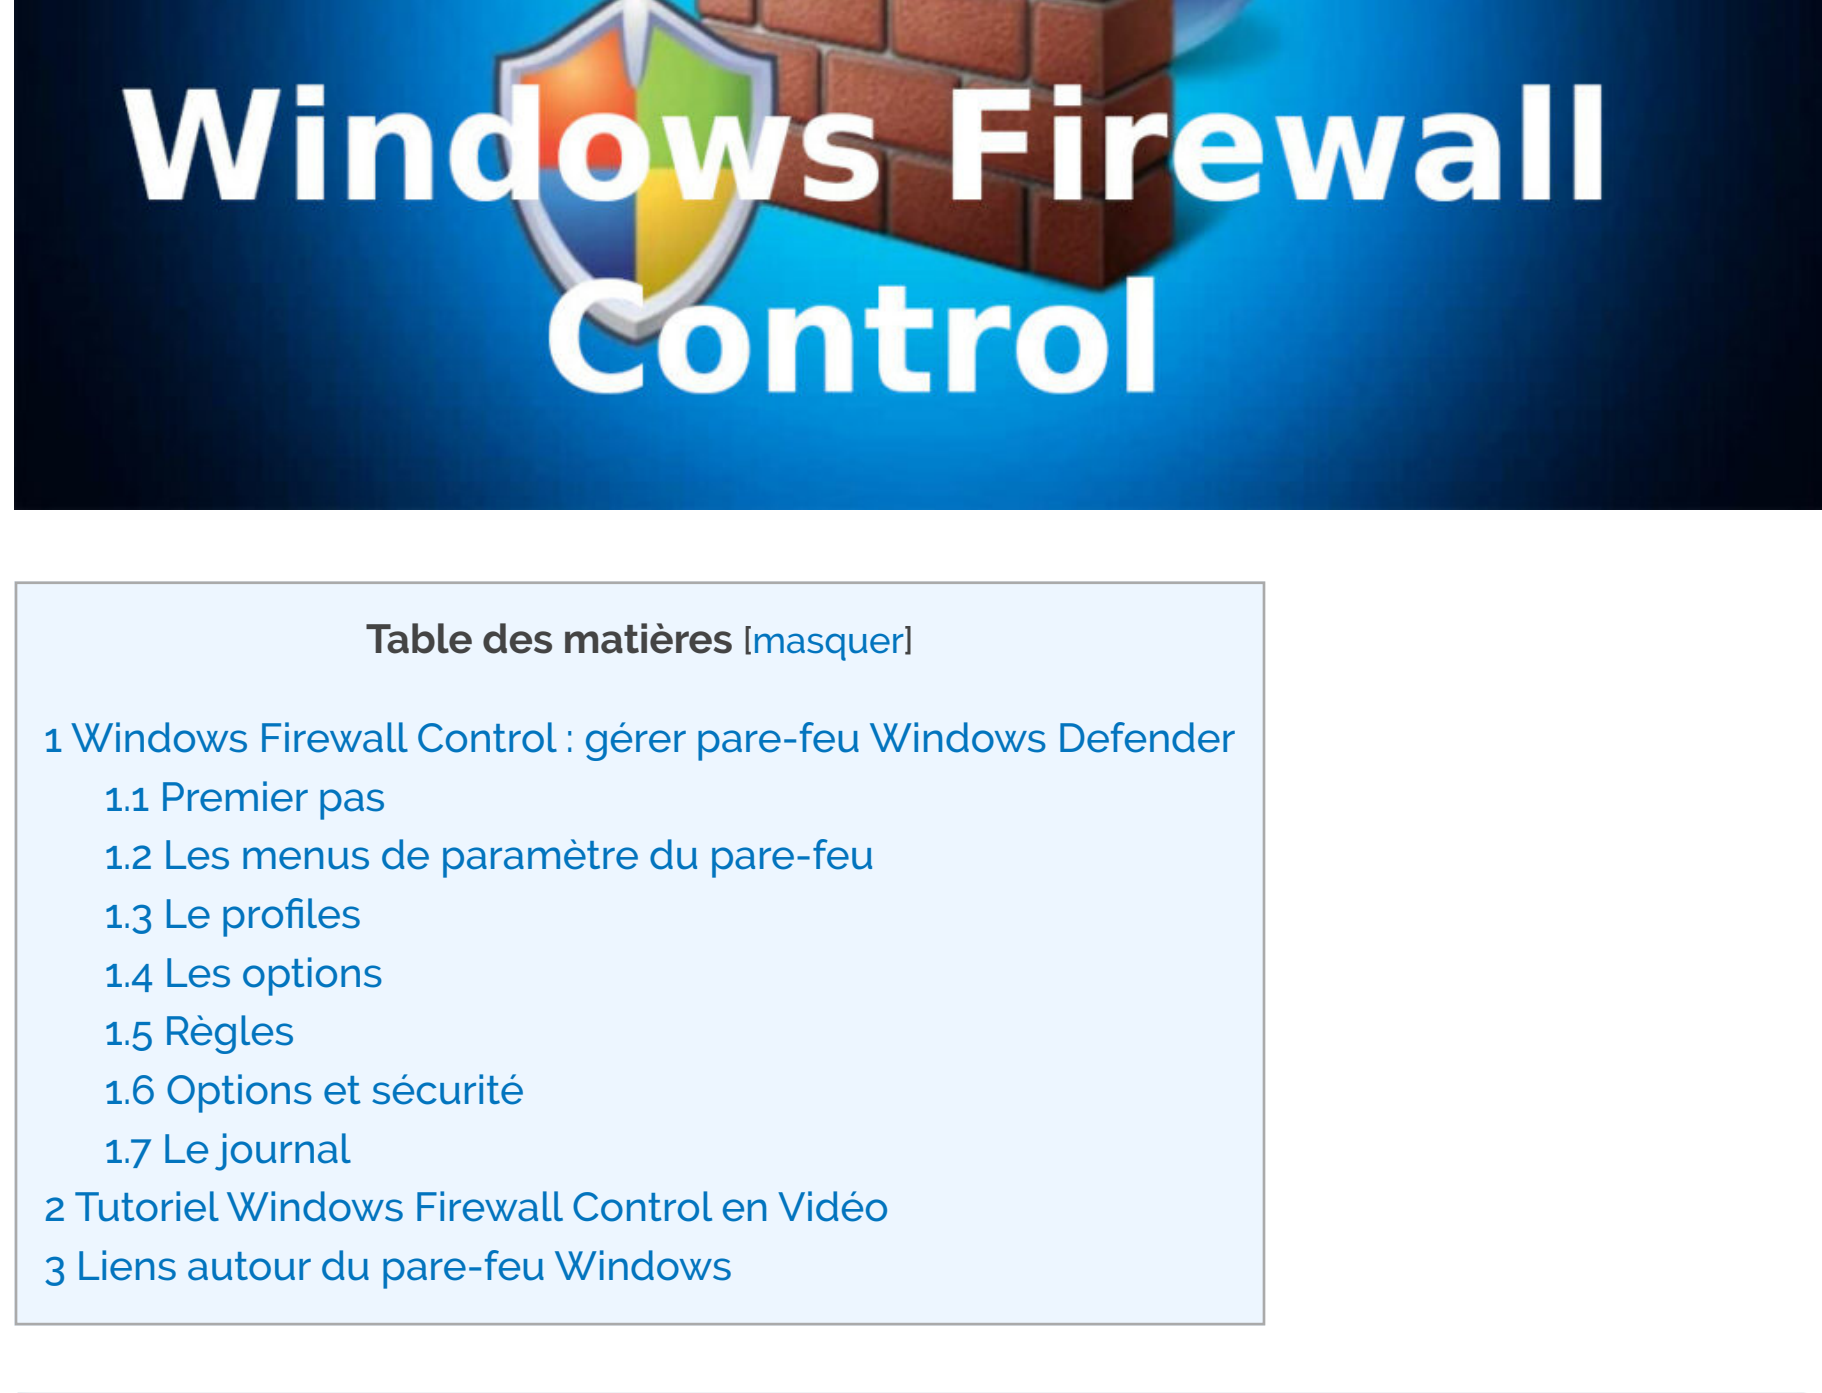 Windows Firewall
Control
Table des matières [masquer]
1 Windows Firewall Control : gérer pare-feu Windows Defender
1.1 Premier pas
1.2 Les menus de paramètre du pare-feu
1.3 Le profiles
1.4 Les options
1.5 Règles
1.6 Options et sécurité
1.7 Le journal
2 Tutoriel Windows Firewall Control en Vidéo
3 Liens autour du pare-feu Windows